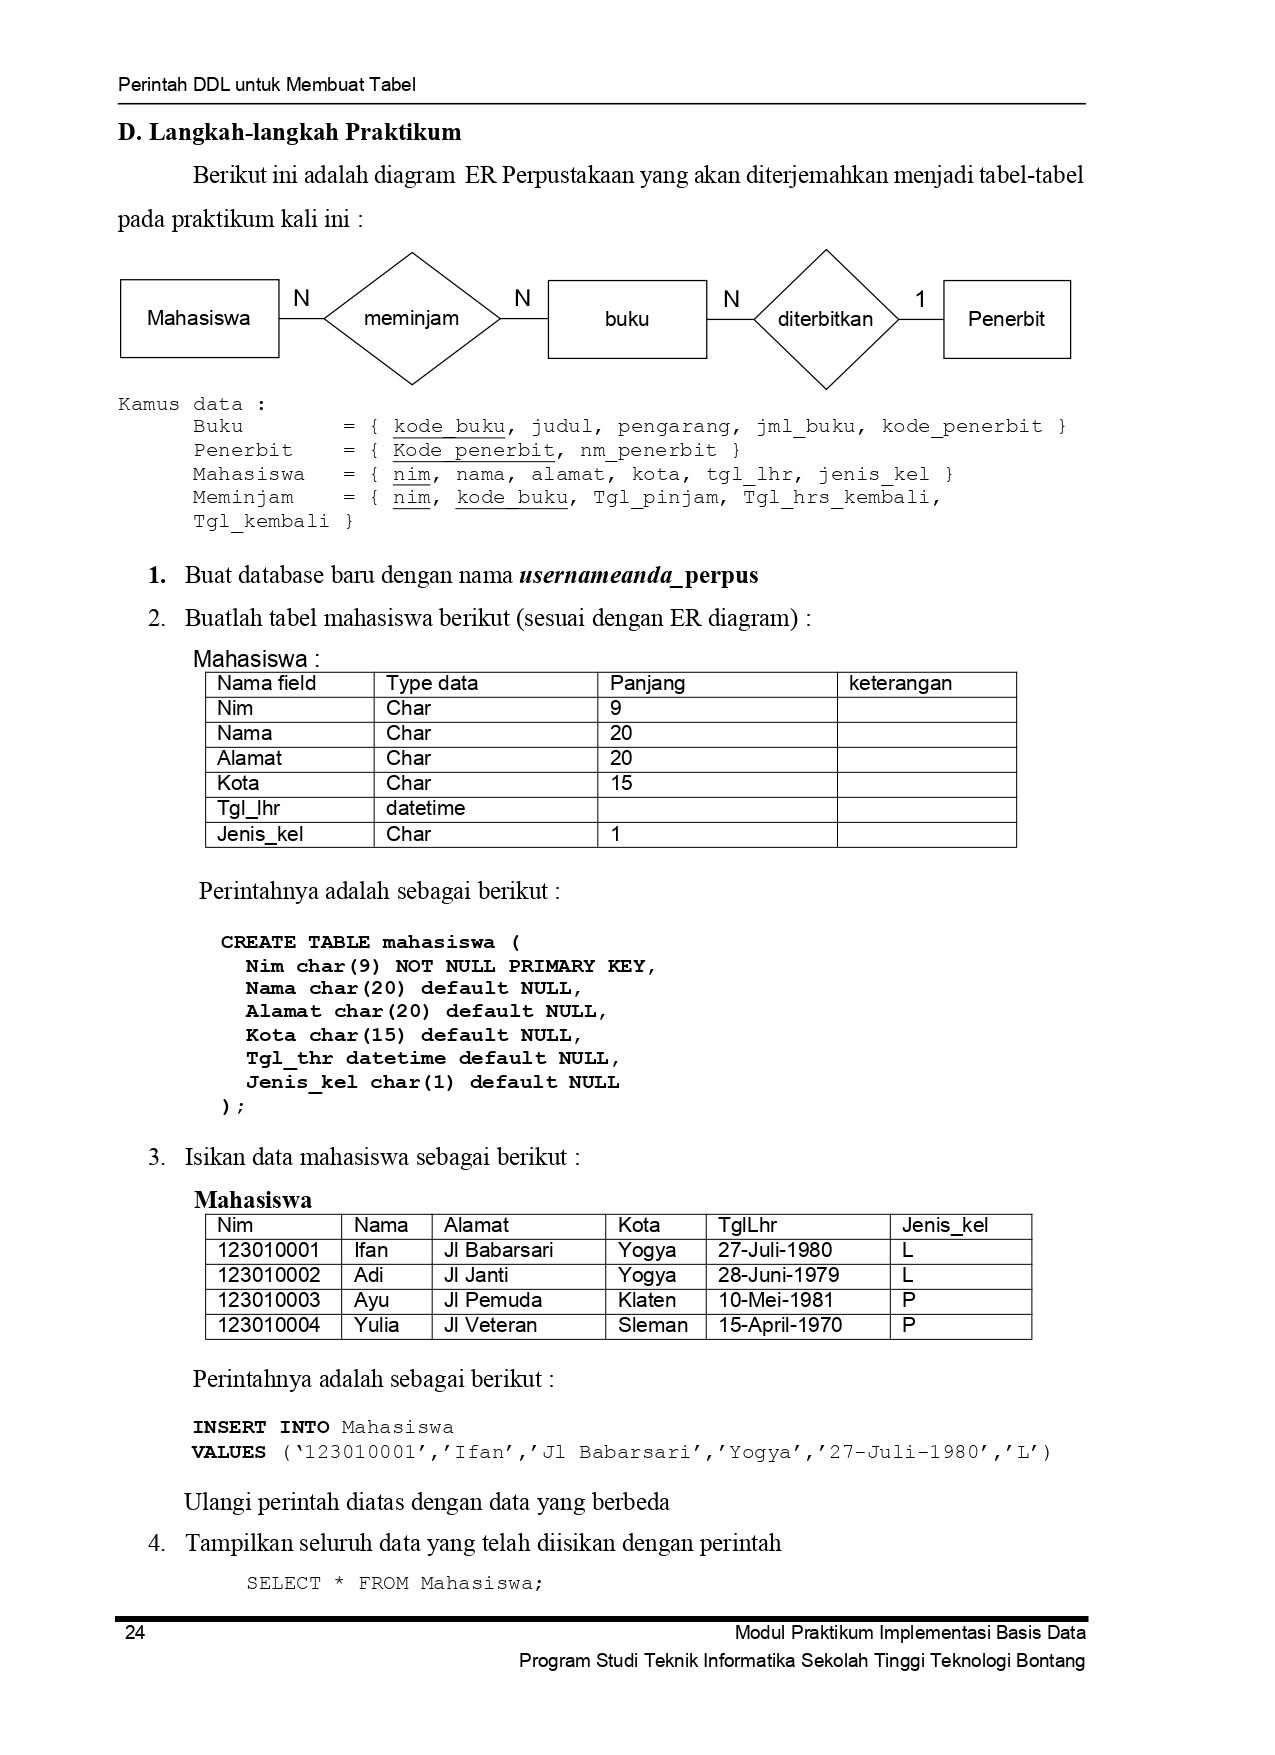 Perintah DDL untuk Membuat Tabel
D. Langkah-langkah Praktikum
Berikut ini adalah diagram ER Perpustakaan yang akan diterjemahkan menjadi tabel-tabel
pada praktikum kali ini :
Mahasiswa N meminjam N buku N diterbitkan 1 Penerbit
Kamus data :
Buku = { kode_buku, judul, pengarang, jml_buku, kode_penerbit }
Penerbit = { Kode_penerbit, nm_penerbit }
Mahasiswa = { nim, nama, alamat, kota, tgl_lhr, jenis_kel }
Meminjam = { nim, kode_buku, Tgl_pinjam, Tgl_hrs_kembali,
Tgl_kembali }
1. Buat database baru dengan nama usernameanda_perpus
2. Buatlah tabel mahasiswa berikut (sesuai dengan ER diagram) :
Mahasiswa :
Nama field Type data Panjang keterangan
Nim Char 9
Nama Char 20
Alamat Char 20
Kota Char 15
Tgl_lhr datetime
Jenis_kel Char 1
Perintahnya adalah sebagai berikut :
CREATE TABLE mahasiswa (
Nim char(9) NOT NULL PRIMARY KEY,
Nama char(20) default NULL,
Alamat char(20) default NULL,
Kota char(15) default NULL,
Tgl_thr datetime default NULL,
Jenis_kel char(1) default NULL
);
3. Isikan data mahasiswa sebagai berikut :
Mahasiswa
Nim Nama Alamat Kota TglLhr Jenis_kel
123010001 Ifan Jl Babarsari Yogya 27-Juli-1980 L
123010002 Adi Jl Janti Yogya 28-Juni-1979 L
123010003 Ayu Jl Pemuda Klaten 10-Mei-1981 P
123010004 Yulia Jl Veteran Sleman 15-April-1970 P
Perintahnya adalah sebagai berikut :
INSERT INTO Mahasiswa
VALUES (‘123010001’,’Ifan’,’Jl Babarsari’,’Yogya’,’27-Juli-1980’,’L’)
Ulangi perintah diatas dengan data yang berbeda
4. Tampilkan seluruh data yang telah diisikan dengan perintah
SELECT * FROM Mahasiswa;
24 Modul Praktikum Implementasi Basis Data
Program Studi Teknik Informatika Sekolah Tinggi Teknologi Bontang